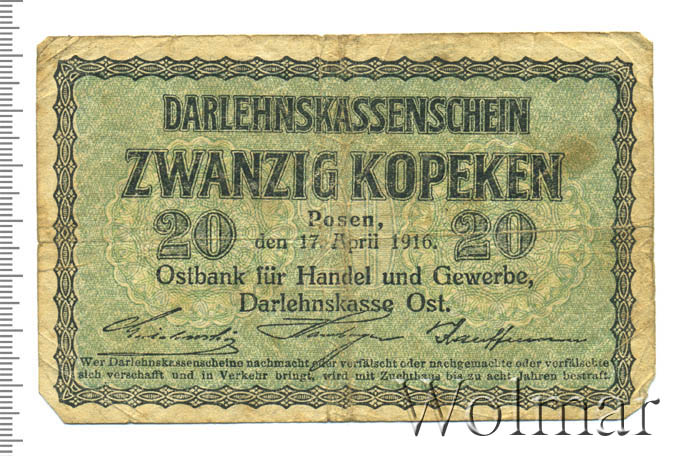 DARLEHNSKASSENSCHEIN
ZWANZIG KOPEKEN
20 Posen, 20
den 17. April 1916.
Ostbank für Handel und Gewerbe,
Darlehnskasse Ost.
Wer Darlehnskassenscheine nachmacht oder verfälscht oder nachgemachte oder verfälschte
sich verschafft und in Verkehr bringt, wird mit Zuchthaus bis zu acht Jahren bestraft.
Wolmar